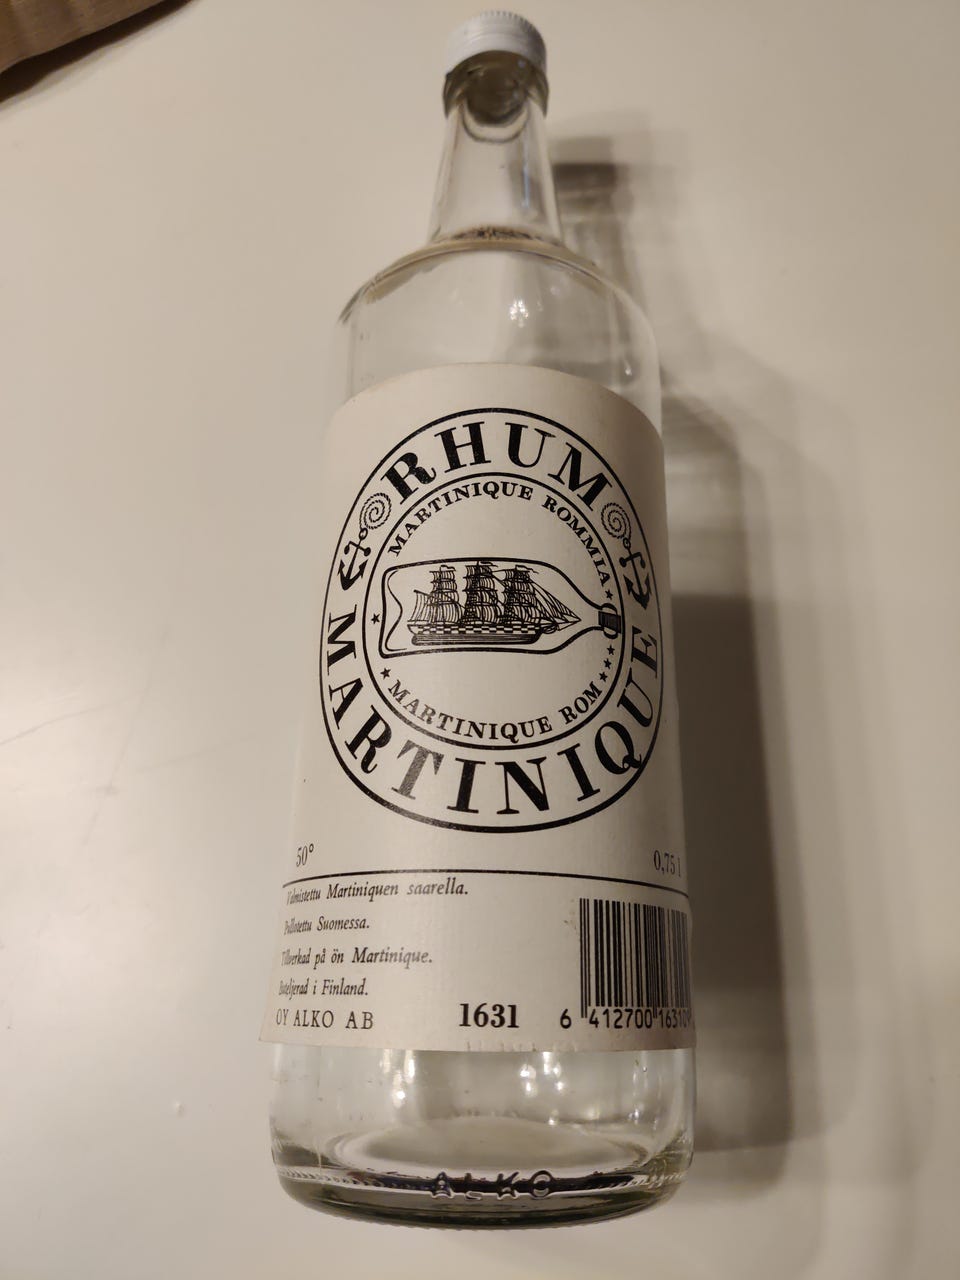 RHUM
MARTINIQUE ROMMIA
MARTINIQUE ROM
MARTINIQUE
50°
0,75 l
Valmistettu Martiniquen saarella.
Pullotettu Suomessa.
Tillverkad på ön Martinique.
Buteljerad i Finland.
OY ALKO AB
1631
6 412700 163109
ALKO